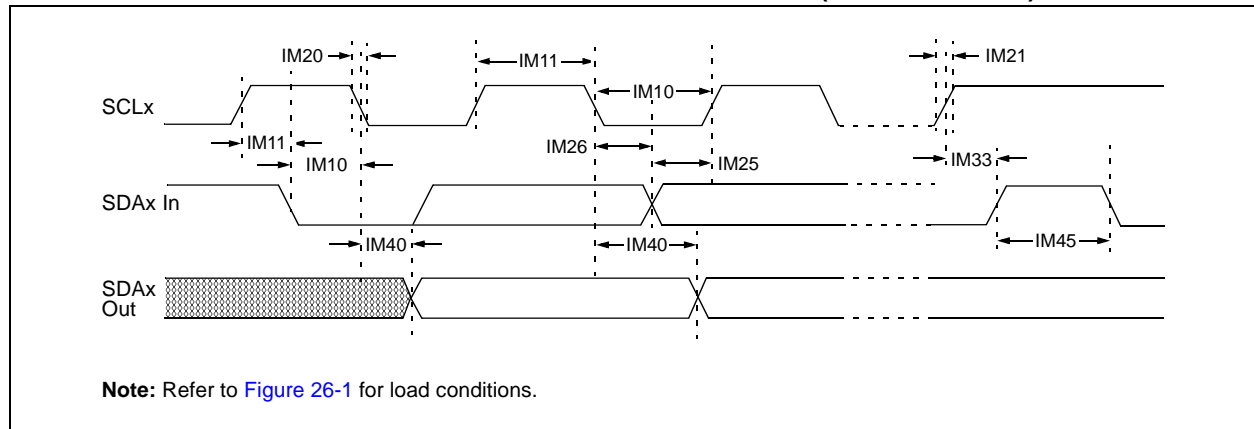 IM20
IM11
IM21
SCLx
IM10
IM11
IM10
IM26
IM25
IM33
SDAx In
IM40
IM40
IM45
SDAx
Out
Note: Refer to Figure 26-1 for load conditions.